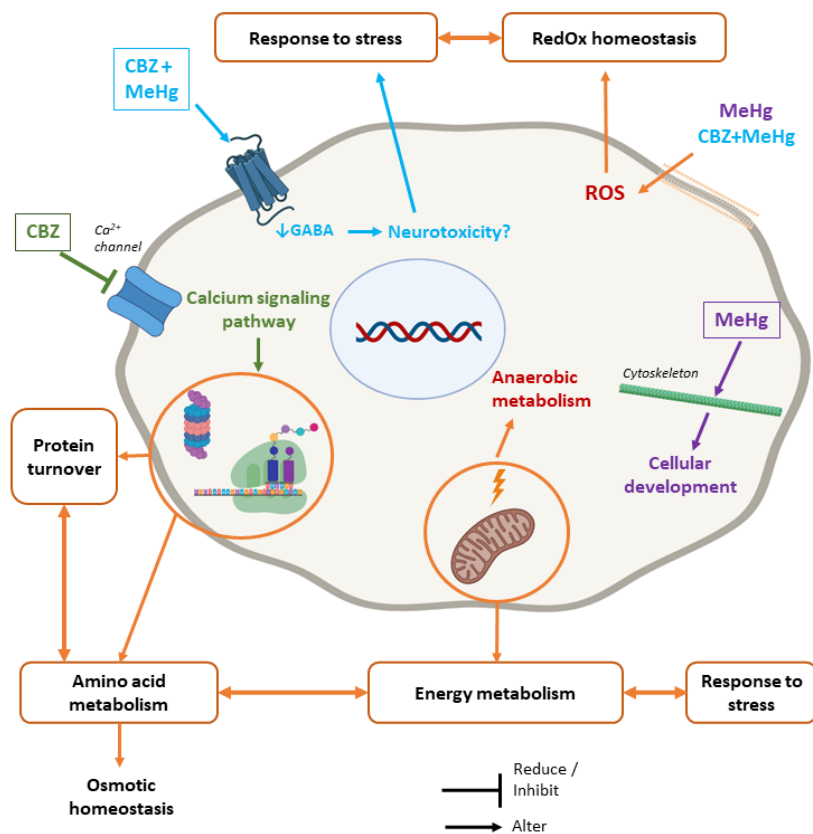 Response to stress
RedOx homeostasis
CBZ +
MeHg
MeHg
CBZ+MeHg
ROS
↓GABA
Neurotoxicity?
CBZ
Ca²⁺
channel
Calcium signaling
pathway
MeHg
Cytoskeleton
Anaerobic
metabolism
Protein
turnover
Cellular
development
Amino acid
metabolism
Energy metabolism
Response to
stress
Osmotic
homeostasis
Reduce /
Inhibit
Alter